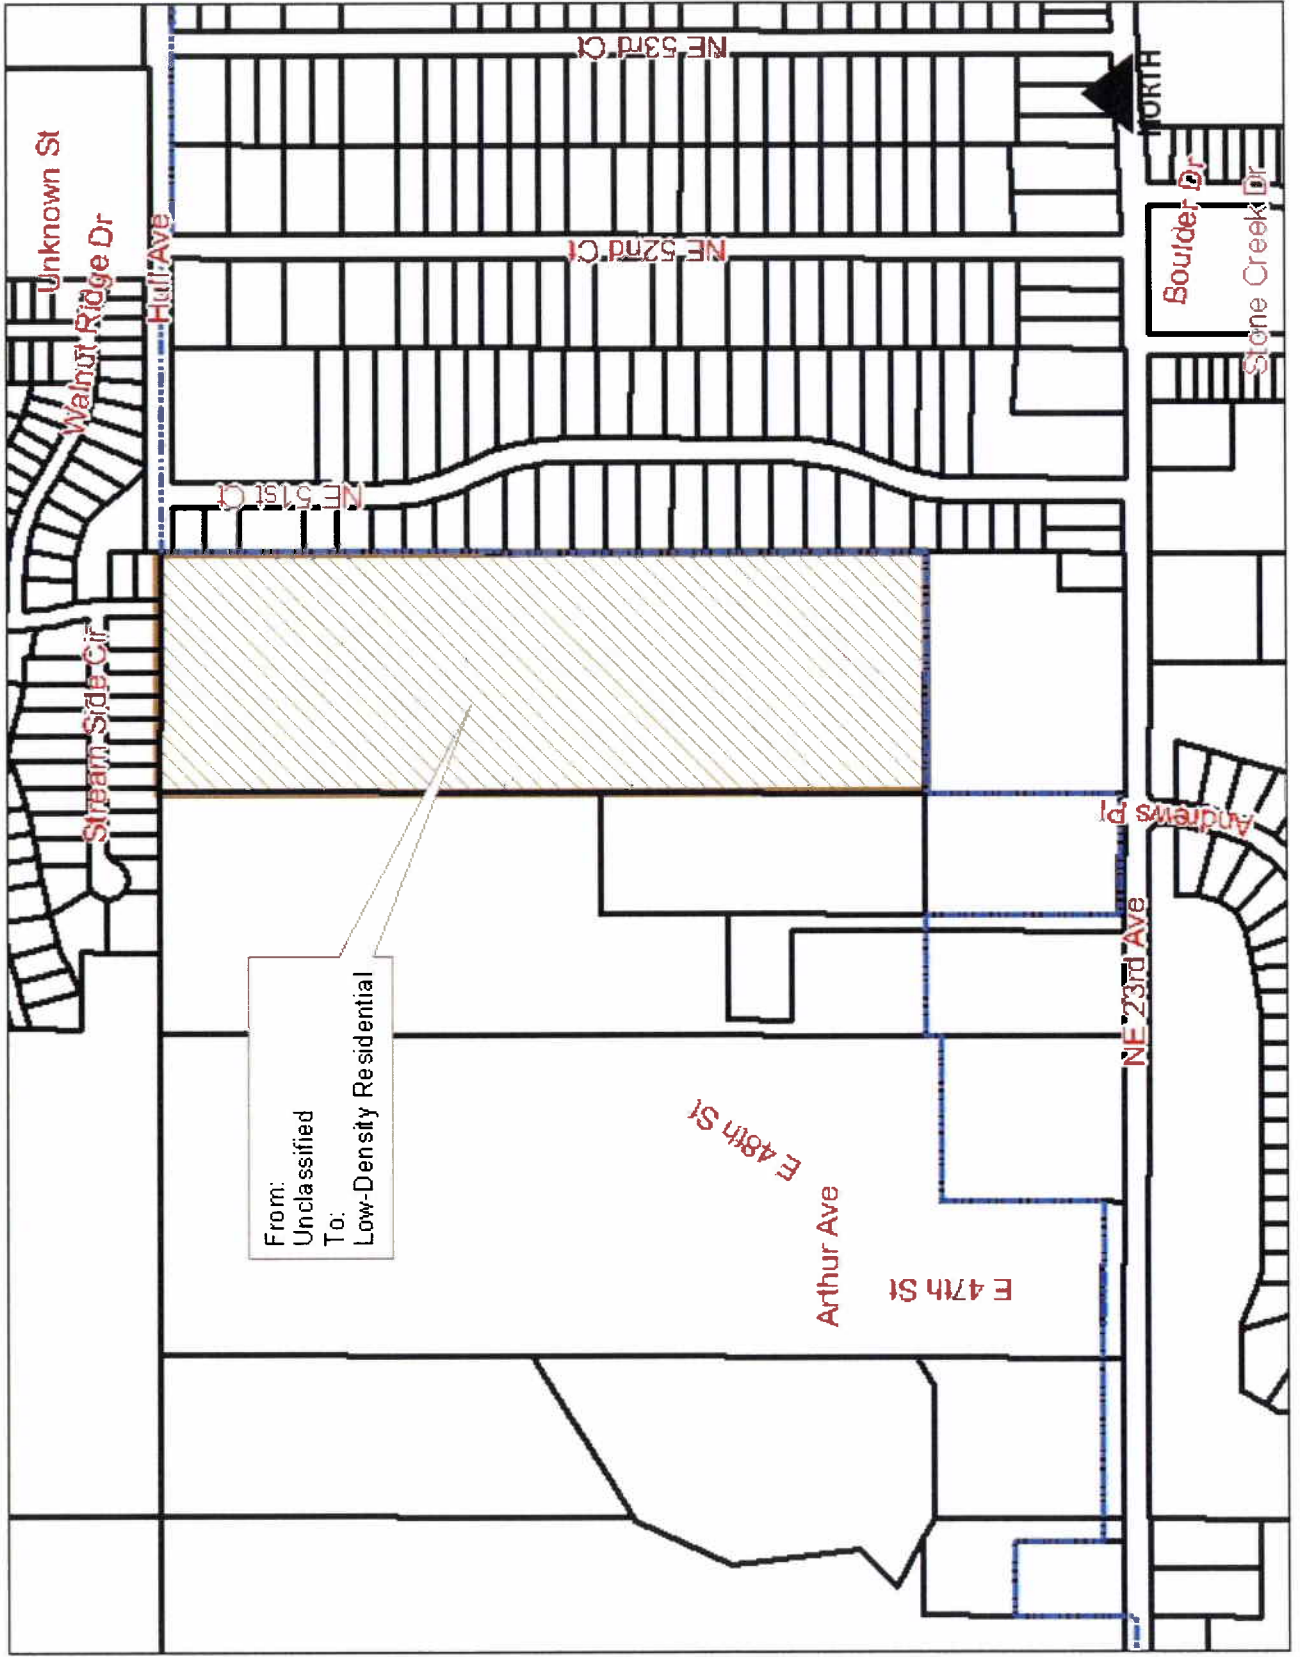 Unknown St
Walnut Ridge Dr
Hull Ave
NE 53rd Ct
NORTH
NE 52nd Ct
Boulder Dr
Stone Creek Dr
NE 51st Ct
Stream Side Cir
Andrews Pl
NE 23rd Ave
From:
Unclassified
To:
Low-Density Residential
E 48th St
Arthur Ave
E 47th St